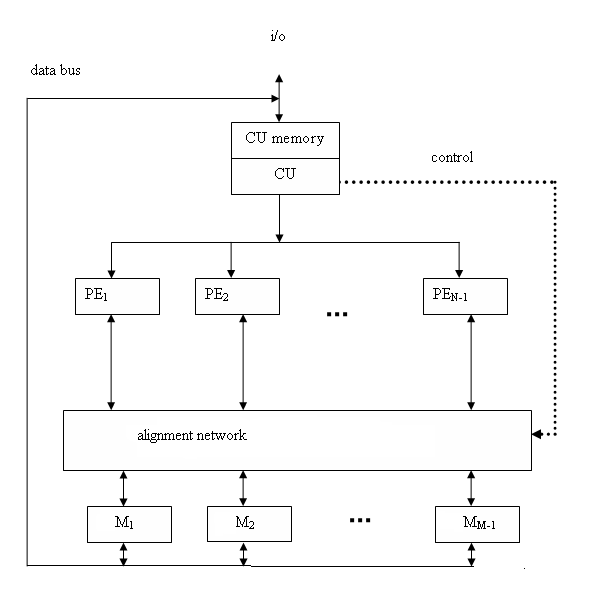 i/o
data bus
CU memory
CU
control
PE1
PE2
...
PEN-1
alignment network
M1
M2
...
MM-1